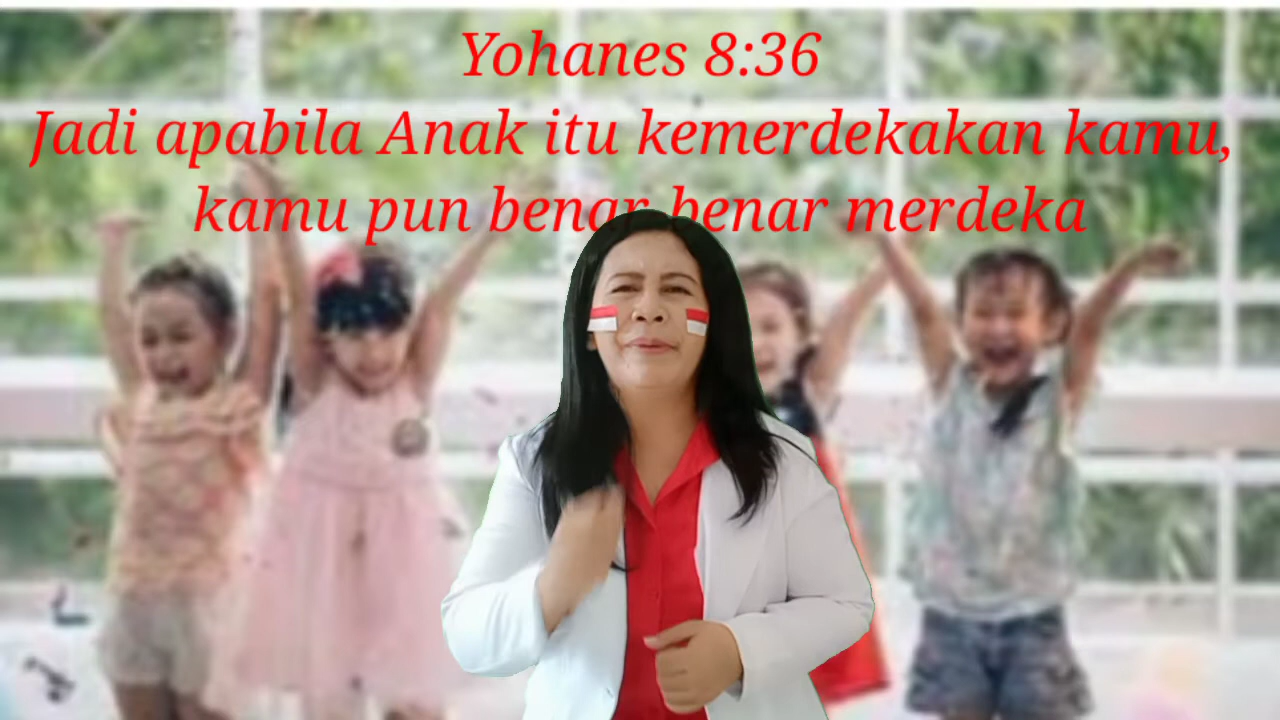 Yohanes 8:36
Jadi apabila Anak itu kemerdekakan kamu,
kamu pun benar benar merdeka